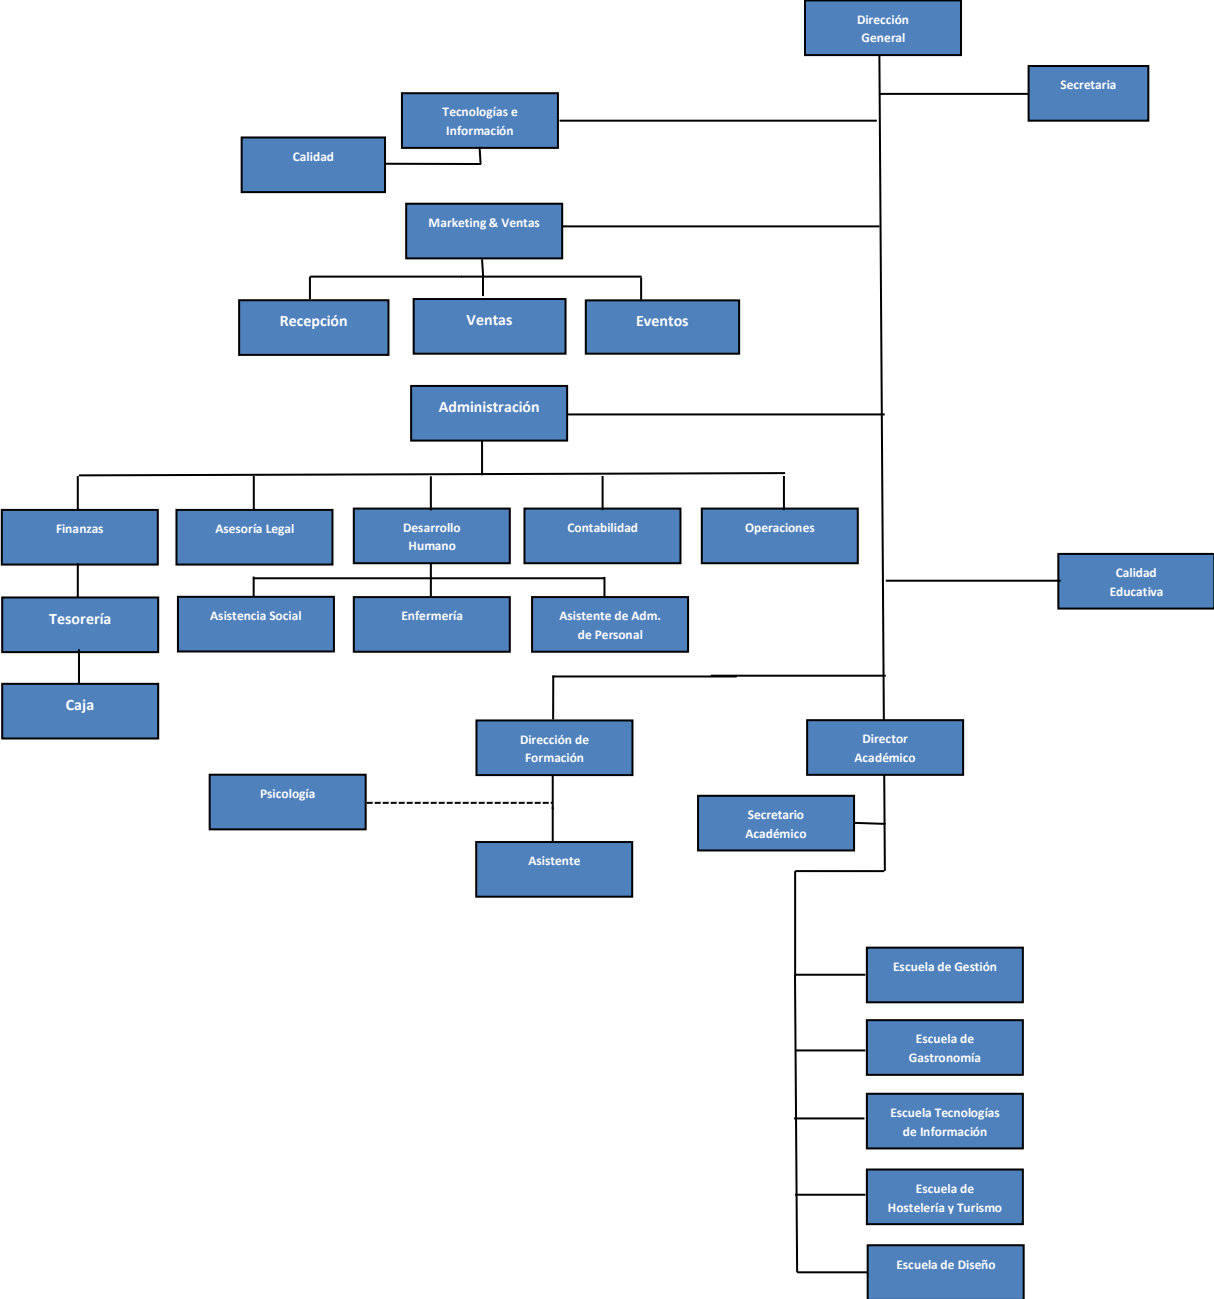 Dirección
General
Secretaria
Tecnologías e
Información
Calidad
Marketing & Ventas
Recepción
Ventas
Eventos
Administración
Finanzas
Asesoría Legal
Desarrollo
Humano
Contabilidad
Operaciones
Calidad
Educativa
Tesorería
Asistencia Social
Enfermería
Asistente de Adm.
de Personal
Caja
Dirección de
Formación
Director
Académico
Psicología
Secretario
Académico
Asistente
Escuela de Gestión
Escuela de
Gastronomía
Escuela Tecnologías
de Información
Escuela de
Hostelería y Turismo
Escuela de Diseño